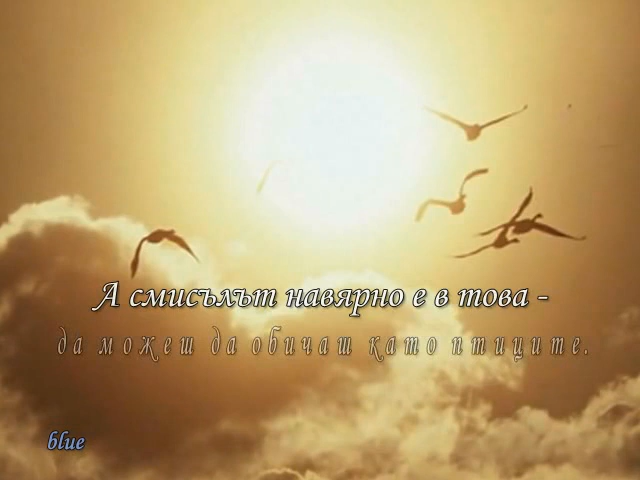 А смисълът навярно е в това -
да можеш да обичаш като птиците.
blue